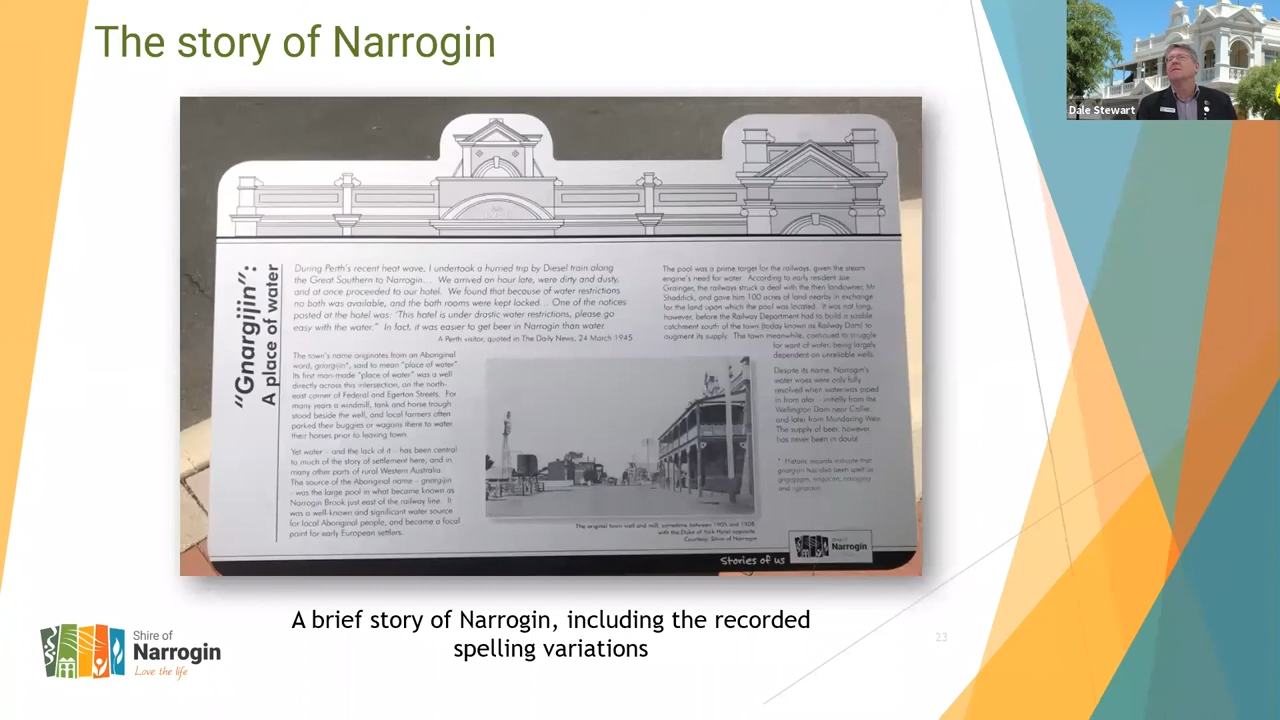 The story of Narrogin
Dale Stewart
"Gnargijin":
A place of water
During Perth's recent heat wave, I undertook a hurried trip by Diesel train along
the Great Southern to Narrogin... We arrived an hour late, were dirty and dusty,
and at once proceeded to our hotel. We found that because of water restrictions
no bath was available, and the bath rooms were kept locked... One of the notices
posted at the hotel was: 'This hotel is under drastic water restrictions, please go
easy with the water." In fact, it was easier to get beer in Narrogin than water.
A Perth visitor, quoted in The Daily News, 24 March 1945
The town's name originates from an Aboriginal
word, gnargijin*, said to mean "place of water"
Its first man-made "place of water" was a well
directly across this intersection, on the north-
east corner of Federal and Egerton Streets. For
many years a windmill, tank and horse trough
stood beside the well, and local farmers often
parked their buggies or wagons there to water
their horses prior to leaving town.
Yet water - and the lack of it - has been central
to much of the story of settlement here, and in
many other parts of rural Western Australia.
The source of the Aboriginal name - gnargijin
- was the large pool in what became known as
Narrogin Brook just east of the railway line. It
was a well-known and significant water source
for local Aboriginal people, and became a focal
point for early European settlers.
The pool was a prime target for the railways, given the steam
engine's need for water. According to early resident
Grainger, the railways struck a deal with the then landowner, Mr
Shaddick, and gave him 100 acres of land nearby in exchange
for the land upon which the pool was located. It was not long,
however, before the Railway Department had to build a sizable
catchment south of the town (today known as Railway Dam) to
augment its supply. The town meanwhile, continued to struggle
for want of water, being largely
dependent on unreliable wells.
Despite its name, Narrogin's
water woes were only fully
resolved when water was piped
in from afar - initially from the
Wellington Dam near Collie,
and later from Mundaring Weir.
The supply of beer, however,
has never been in doubt!
* Historic records indicate that
gnargijin has also been spelt as
The original town well and mill, sometime between 1905 and 1908
with the Duke of York Hotel opposite
Courtesy: Shire of Narrogin
Stories of us
Narrogin
A brief story of Narrogin, including the recorded
spelling variations
Shire of
Narrogin
Love the life
23